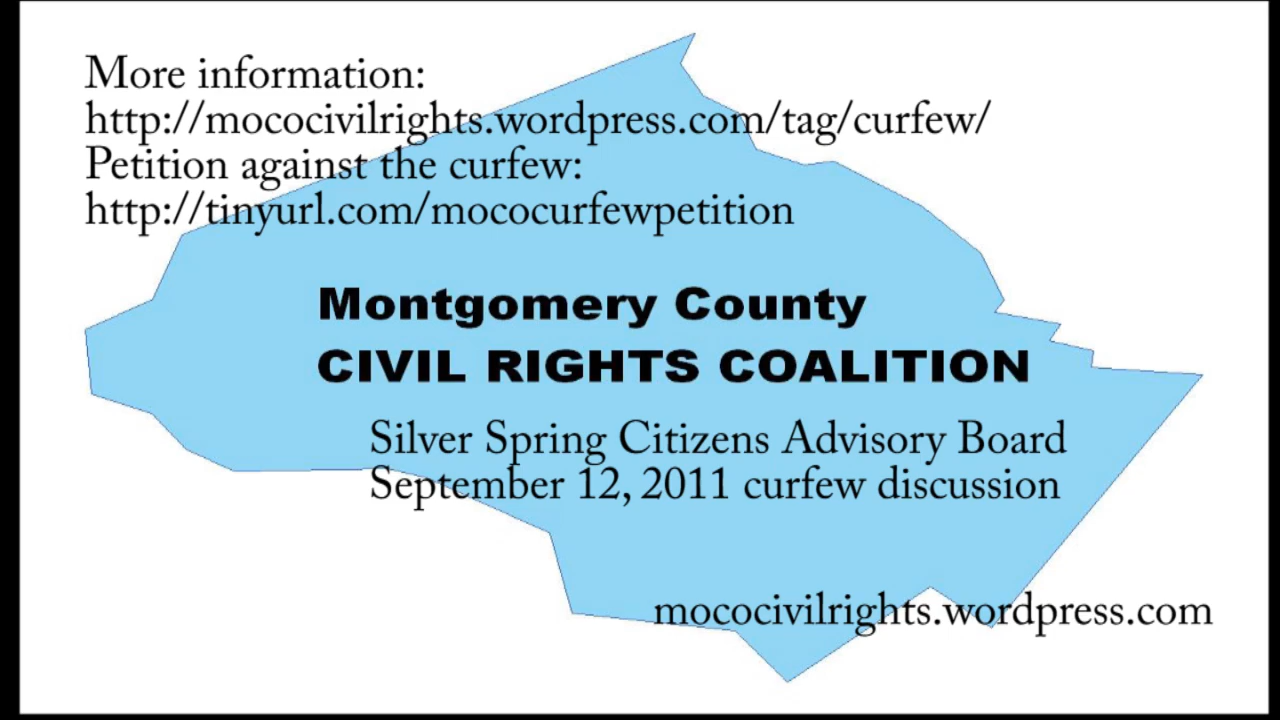 More information:
http://mococivilrights.wordpress.com/tag/curfew/
Petition against the curfew:
http://tinyurl.com/mococurfewpetition
Montgomery County
CIVIL RIGHTS COALITION
Silver Spring Citizens Advisory Board
September 12, 2011 curfew discussion
mococivilrights.wordpress.com